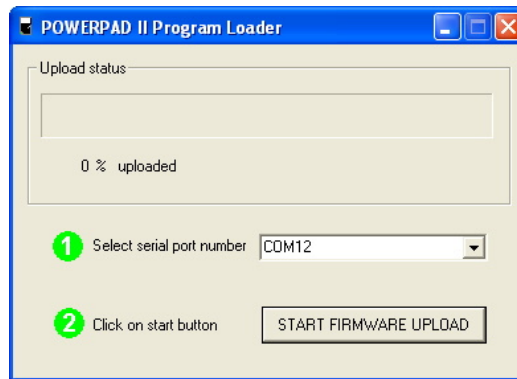 POWERPAD II Program Loader
Upload status
0 % uploaded
1 Select serial port number COM12
2 Click on start button START FIRMWARE UPLOAD